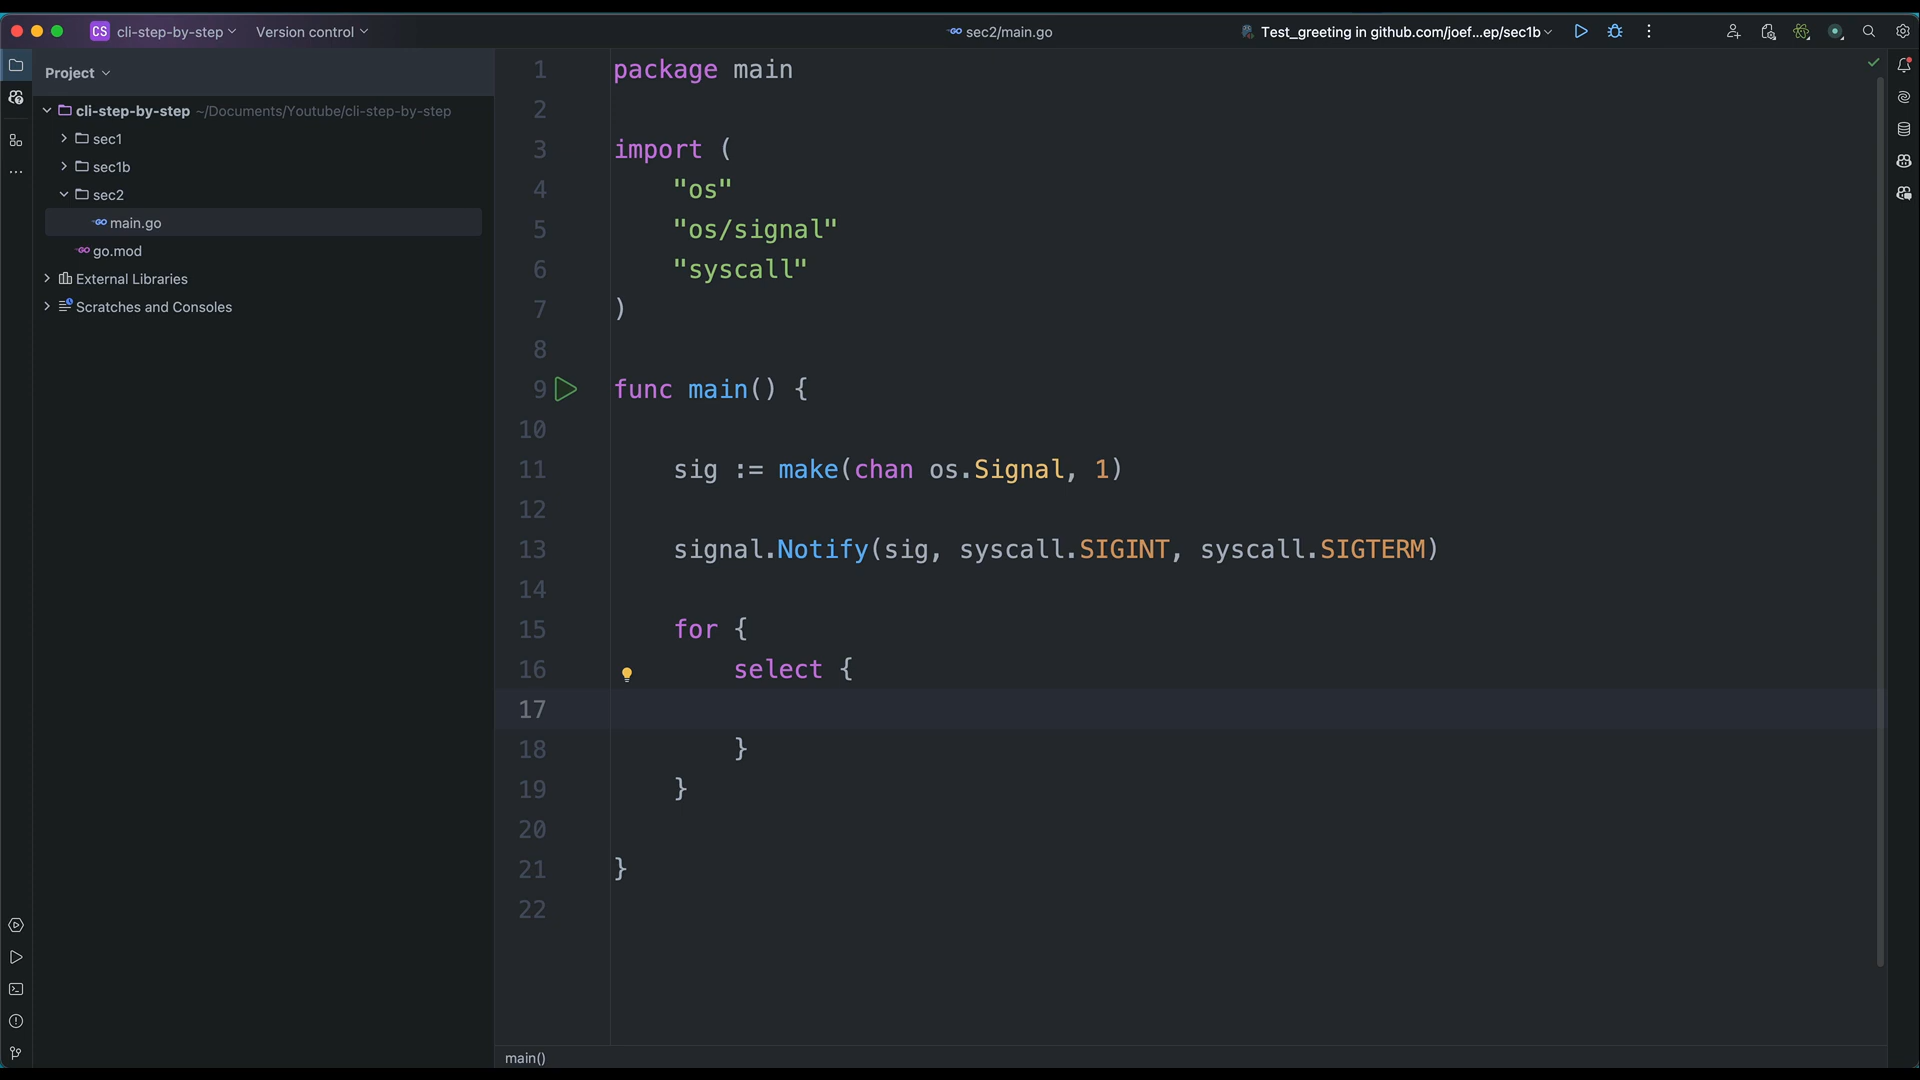 CS cli-step-by-step Version control sec2/main.go Test_greeting in github.com/joef...ep/sec1b
Project
cli-step-by-step ~/Documents/Youtube/cli-step-by-step
sec1
sec1b
sec2
main.go
go.mod
External Libraries
Scratches and Consoles
1 package main
2
3 import (
4 "os"
5 "os/signal"
6 "syscall"
7 )
8
9 func main() {
10
11 sig := make(chan os.Signal, 1)
12
13 signal.Notify(sig, syscall.SIGINT, syscall.SIGTERM)
14
15 for {
16 select {
17
18 }
19 }
20
21 }
22
main()